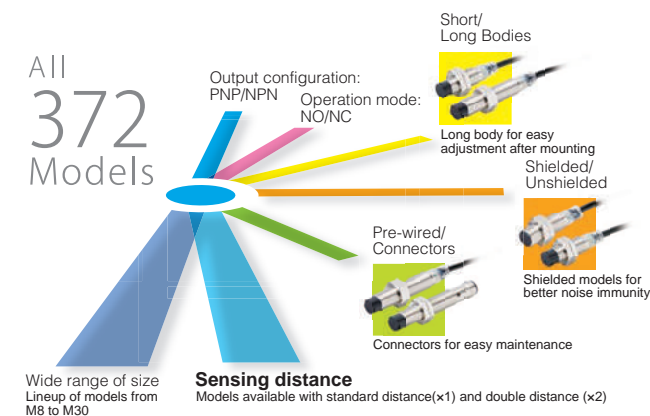 All
372
Models
Output configuration:
PNP/NPN
Operation mode:
NO/NC
Short/
Long Bodies
Long body for easy
adjustment after mounting
Shielded/
Unshielded
Shielded models for
better noise immunity
Pre-wired/
Connectors
Connectors for easy maintenance
Wide range of size
Lineup of models from
M8 to M30
Sensing distance
Models available with standard distance(×1) and double distance (×2)